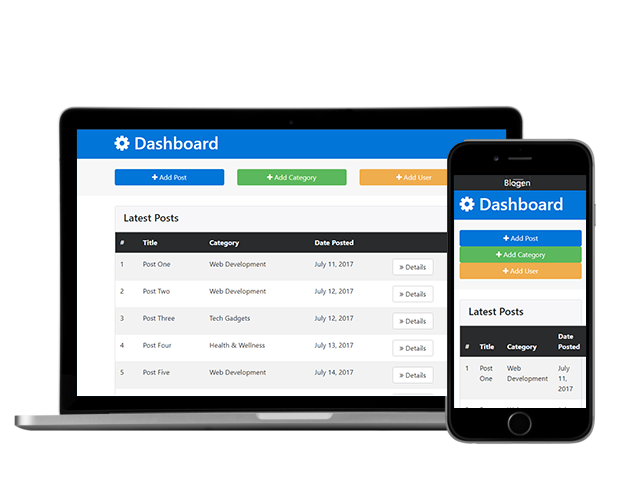 Dashboard
+ Add Post
+ Add Category
+ Add User
Latest Posts
# Title Category Date Posted
1 Post One Web Development July 11, 2017 » Details
2 Post Two Web Development July 12, 2017 » Details
3 Post Three Tech Gadgets July 12, 2017 » Details
4 Post Four Health & Wellness July 13, 2017 » Details
5 Post Five Web Development July 14, 2017 » Details
Blogen
Dashboard
+ Add Post
+ Add Category
+ Add User
Latest Posts
Date
# Title Category Posted
1 Post Web July
One Development 11,
2017